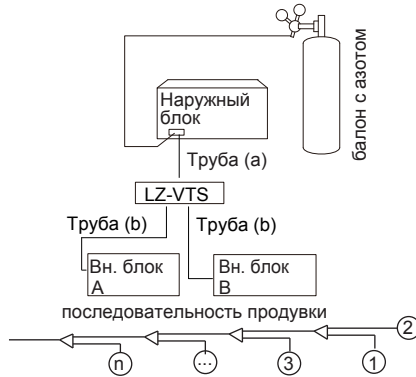 балон с азотом
Наружный
блок
Труба (a)
LZ-VTS
Труба (b)
Труба (b)
Вн. блок
A
Вн. блок
B
последовательность продувки
2
n
...
3
1